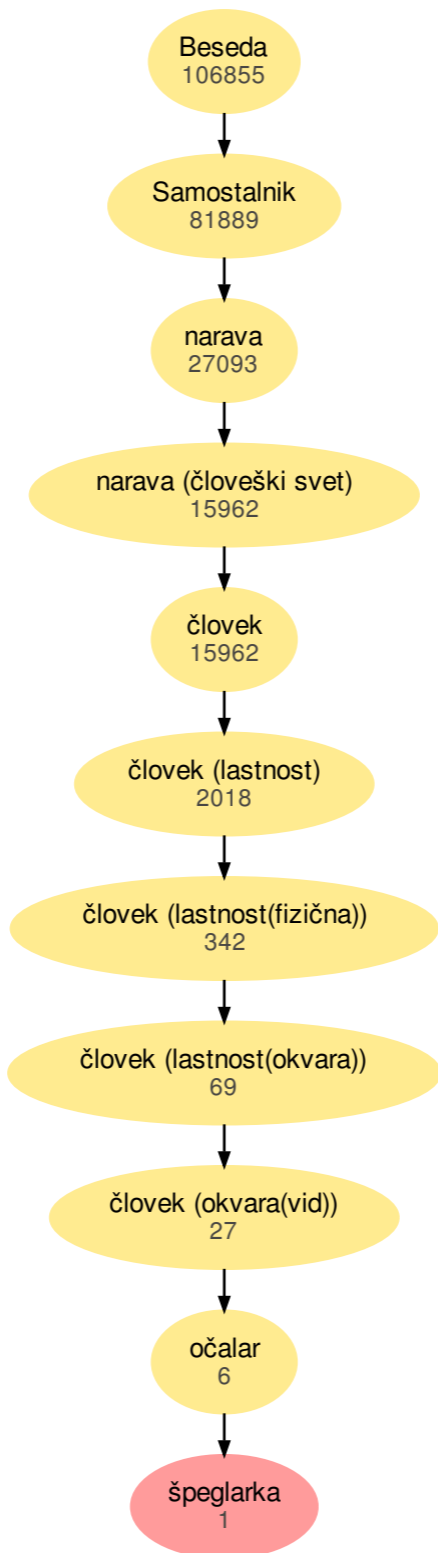 Beseda
106855
Samostalnik
81889
narava
27093
narava (človeški svet)
15962
človek
15962
človek (lastnost)
2018
človek (lastnost(fizična))
342
človek (lastnost(okvara))
69
človek (okvara(vid))
27
očalar
6
špeglarka
1